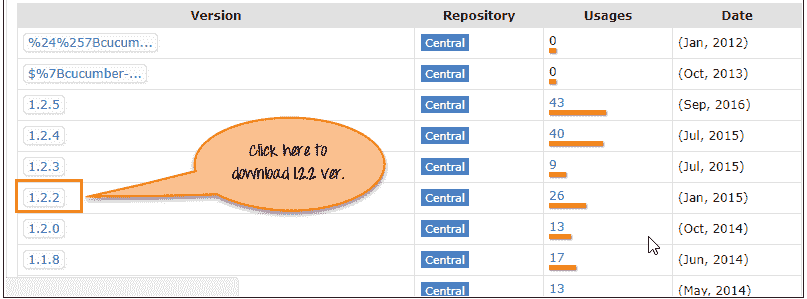 Version Repository Usages Date
%24%257Bcucum... Central 0 (Jan, 2012)
$%7Bcucumber-... Central 0 (Oct, 2013)
1.2.5 Central 43 (Sep, 2016)
1.2.4 Central 40 (Jul, 2015)
1.2.3 Central 9 (Jul, 2015)
Click here to
download 1.2.2 ver.
1.2.2 Central 26 (Jan, 2015)
1.2.0 Central 13 (Oct, 2014)
1.1.8 Central 17 (Jun, 2014)
Central 13 (May, 2014)